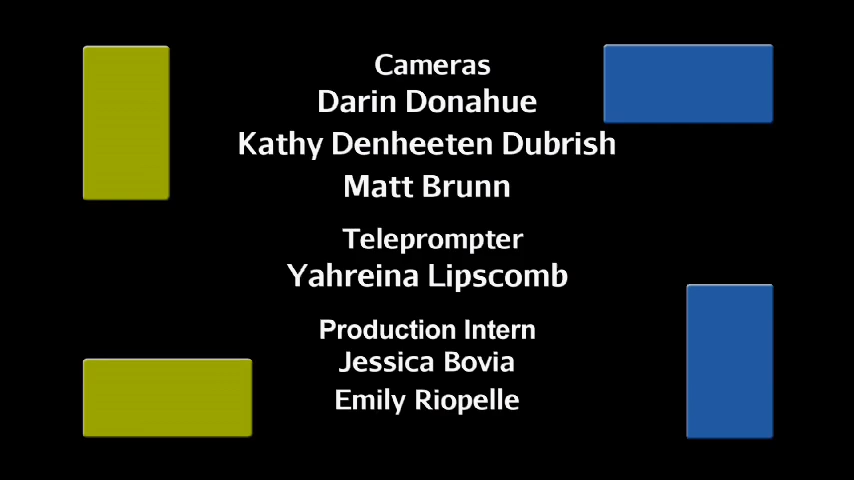 Cameras
Darin Donahue
Kathy Denheeten Dubrish
Matt Brunn
Teleprompter
Yahreina Lipscomb
Production Intern
Jessica Bovia
Emily Riopelle